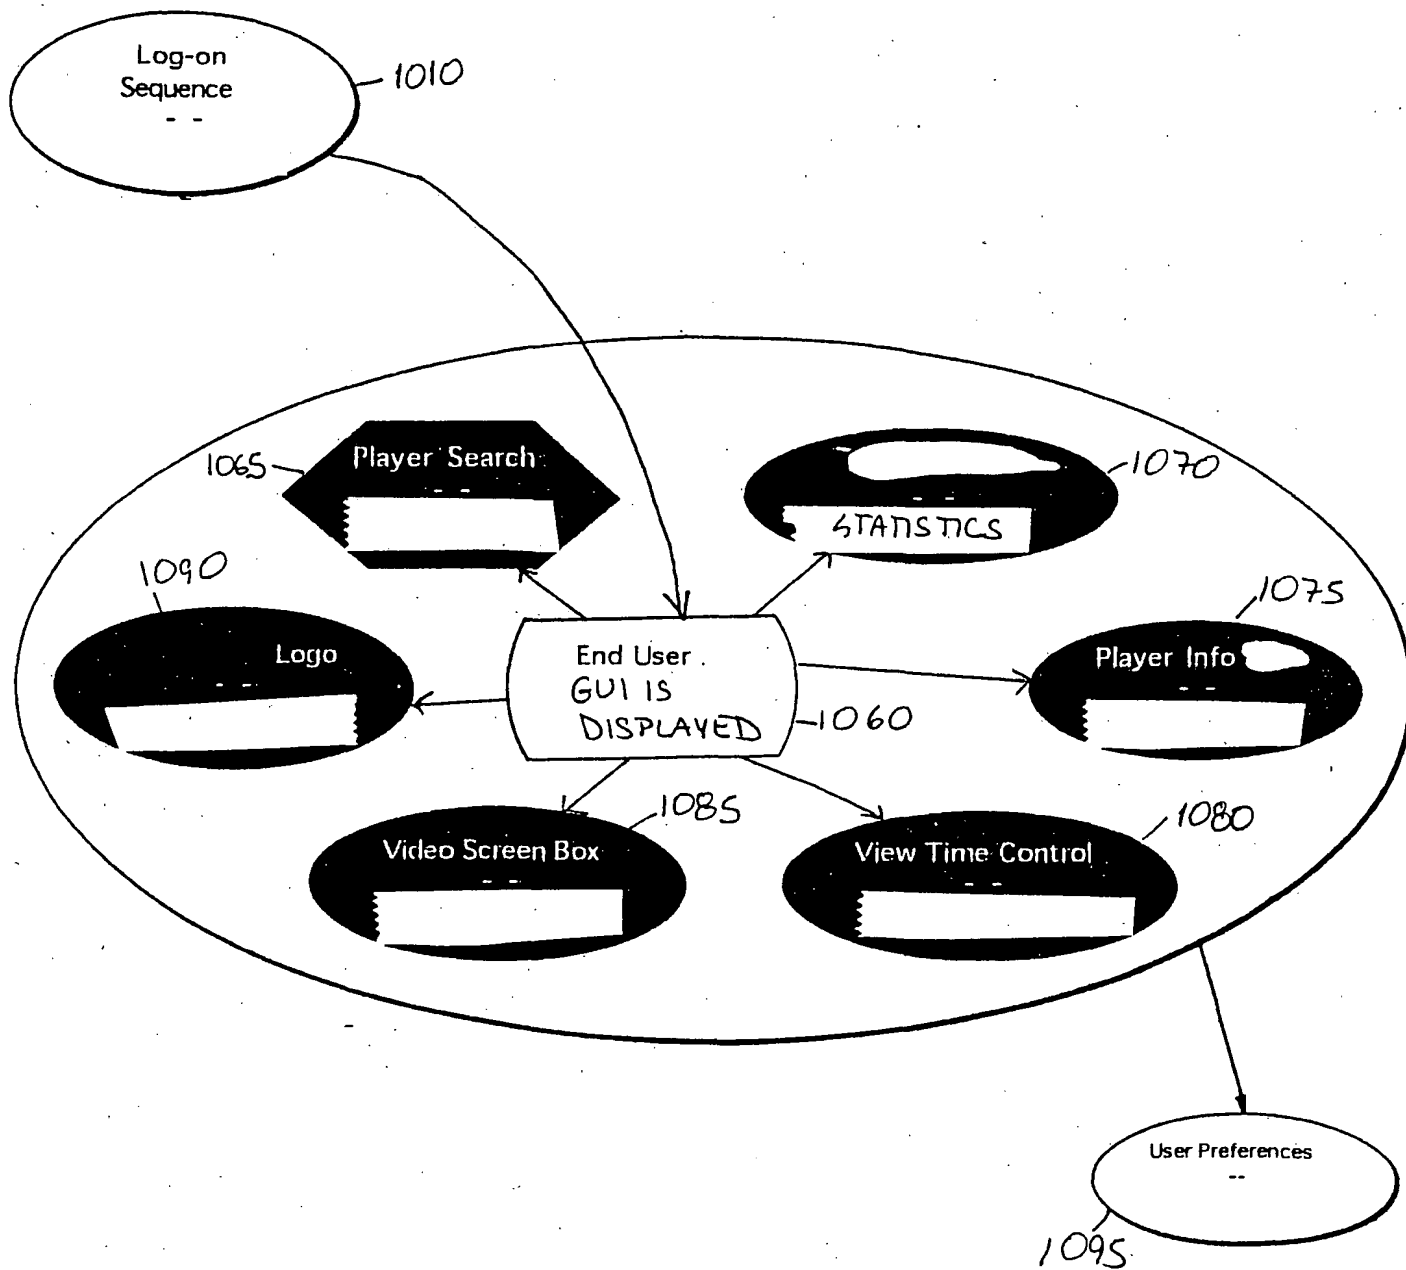 Log-on
Sequence
- -
1010
Player Search
- -
1065
1070
- -
STATISTICS
1090
Logo
- -
1075
Player Info
- -
End User
GUI IS
DISPLAYED
1060
1085
Video Screen Box
- -
1080
View Time Control
- -
User Preferences
--
1095